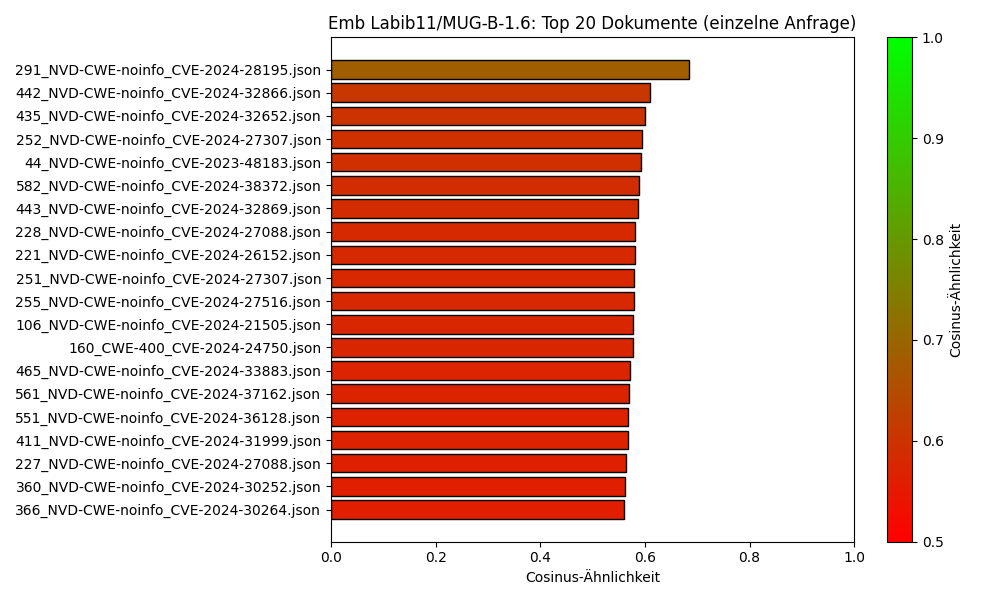 Emb Labib11/MUG-B-1.6: Top 20 Dokumente (einzelne Anfrage)
291_NVD-CWE-noinfo_CVE-2024-28195.json
442_NVD-CWE-noinfo_CVE-2024-32866.json
435_NVD-CWE-noinfo_CVE-2024-32652.json
252_NVD-CWE-noinfo_CVE-2024-27307.json
44_NVD-CWE-noinfo_CVE-2023-48183.json
582_NVD-CWE-noinfo_CVE-2024-38372.json
443_NVD-CWE-noinfo_CVE-2024-32869.json
228_NVD-CWE-noinfo_CVE-2024-27088.json
221_NVD-CWE-noinfo_CVE-2024-26152.json
251_NVD-CWE-noinfo_CVE-2024-27307.json
255_NVD-CWE-noinfo_CVE-2024-27516.json
106_NVD-CWE-noinfo_CVE-2024-21505.json
160_CWE-400_CVE-2024-24750.json
465_NVD-CWE-noinfo_CVE-2024-33883.json
561_NVD-CWE-noinfo_CVE-2024-37162.json
551_NVD-CWE-noinfo_CVE-2024-36128.json
411_NVD-CWE-noinfo_CVE-2024-31999.json
227_NVD-CWE-noinfo_CVE-2024-27088.json
360_NVD-CWE-noinfo_CVE-2024-30252.json
366_NVD-CWE-noinfo_CVE-2024-30264.json
0.0 0.2 0.4 0.6 0.8 1.0
Cosinus-Ähnlichkeit
1.0
0.9
0.8
0.7
0.6
0.5
Cosinus-Ähnlichkeit